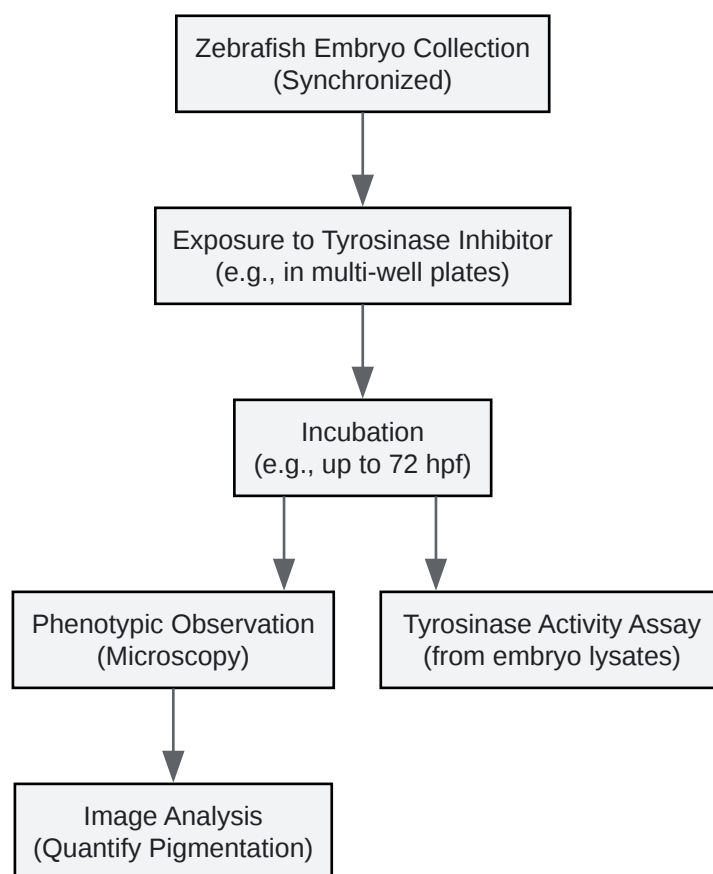 Zebrafish Embryo Collection
(Synchronized)
Exposure to Tyrosinase Inhibitor
(e.g., in multi-well plates)
Incubation
(e.g., up to 72 hpf)
Phenotypic Observation
(Microscopy)
Tyrosinase Activity Assay
(from embryo lysates)
Image Analysis
(Quantify Pigmentation)